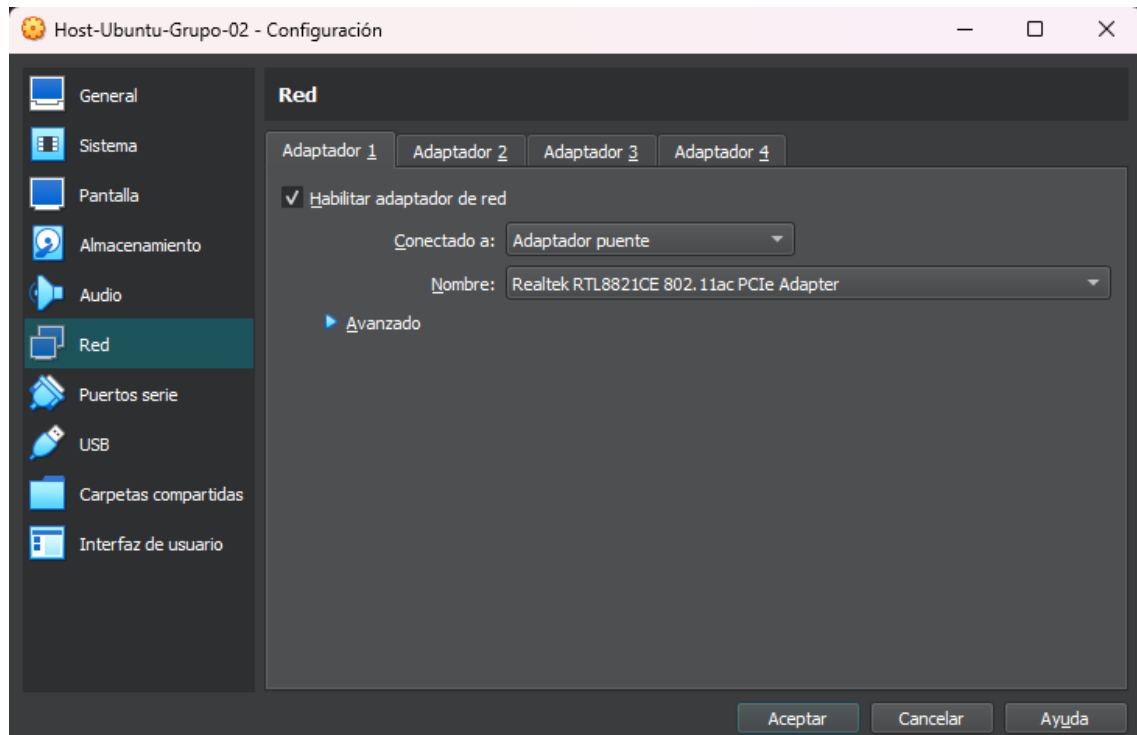 Host-Ubuntu-Grupo-02 - Configuración
General
Sistema
Pantalla
Almacenamiento
Audio
Red
Puertos serie
USB
Carpetas compartidas
Interfaz de usuario
Red
Adaptador 1 Adaptador 2 Adaptador 3 Adaptador 4
Habilitar adaptador de red
Conectado a: Adaptador puente
Nombre: Realtek RTL8821CE 802.11ac PCIe Adapter
Avanzado
Aceptar Cancelar Ayuda